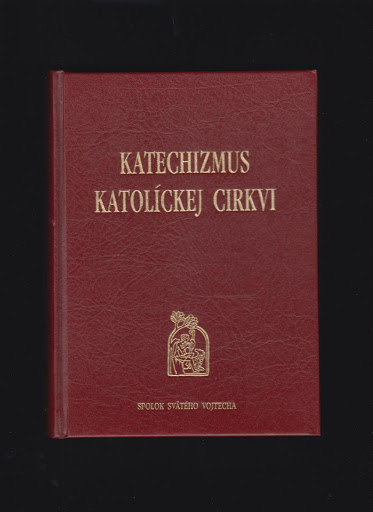 KATECHIZMUS
KATOLÍCKEJ CIRKVI
SPOLOK SVÄTÉHO VOJTECHA